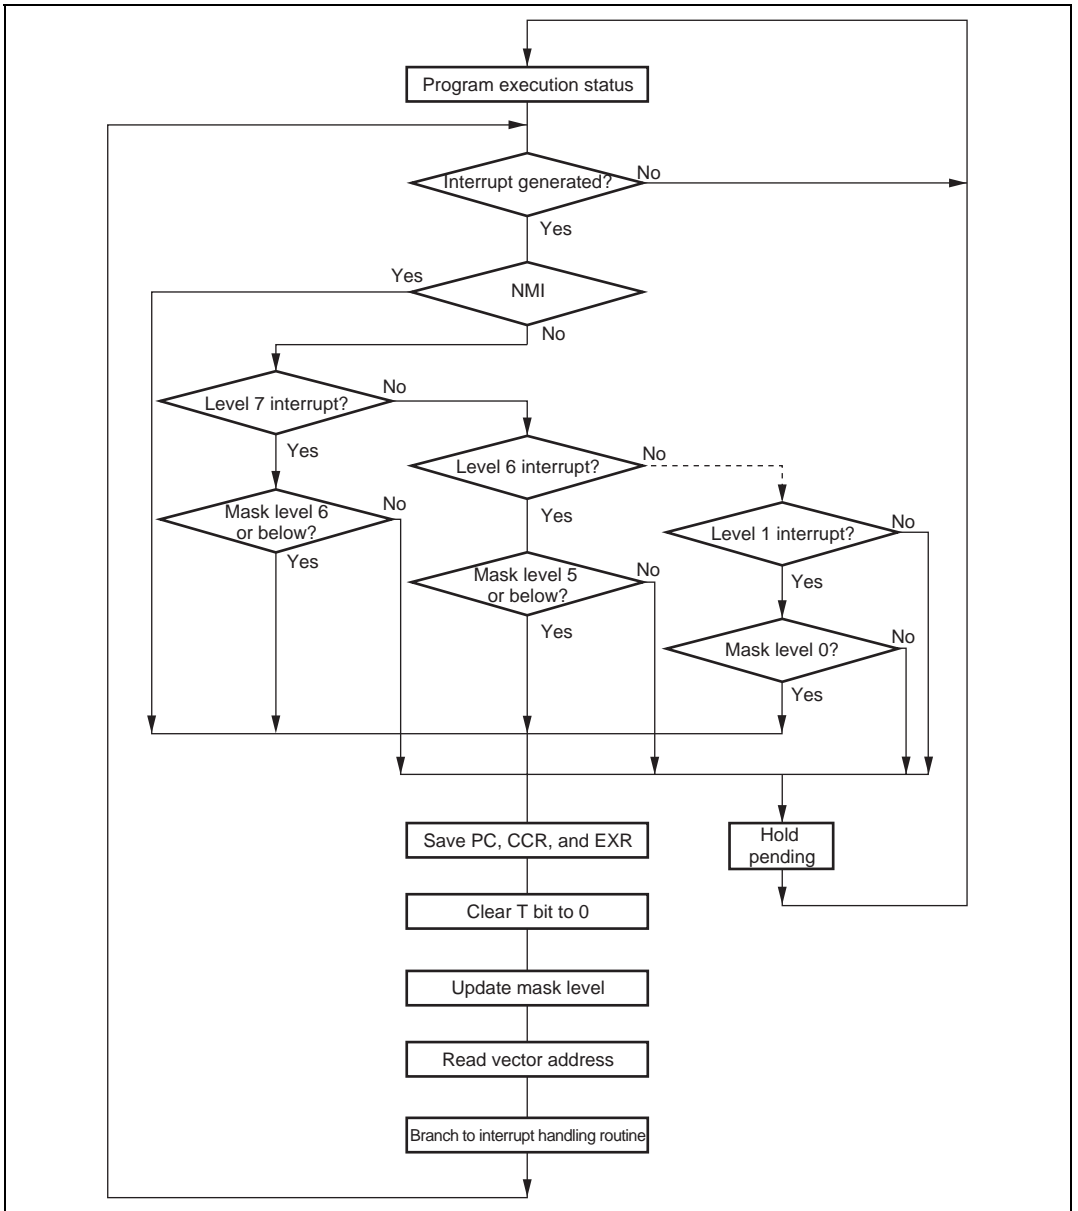 Program execution status
Interrupt generated?
No
Yes
Yes
NMI
No
Level 7 interrupt?
No
Yes
Level 6 interrupt?
No
Yes
Mask level 6
or below?
No
Yes
Level 1 interrupt?
No
Yes
Mask level 5
or below?
No
Yes
Mask level 0?
No
Yes
Save PC, CCR, and EXR
Hold
pending
Clear T bit to 0
Update mask level
Read vector address
Branch to interrupt handling routine